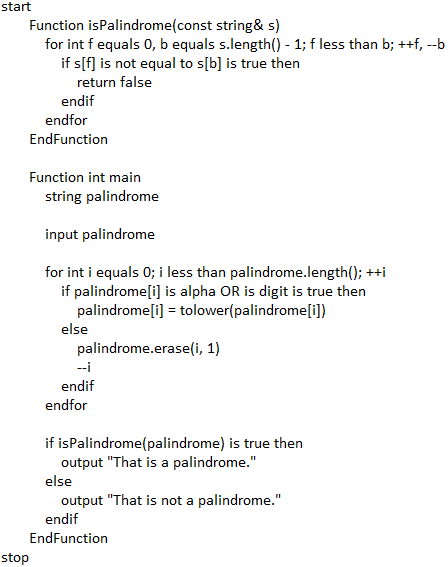 start
Function isPalindrome(const string& s)
for int f equals 0, b equals s.length() - 1; f less than b; ++f, --b
if s[f] is not equal to s[b] is true then
return false
endif
endfor
EndFunction
Function int main
string palindrome
input palindrome
for int i equals 0; i less than palindrome.length(); ++i
if palindrome[i] is alpha OR is digit is true then
palindrome[i] = tolower(palindrome[i])
else
palindrome.erase(i, 1)
--i
endif
endfor
if isPalindrome(palindrome) is true then
output "That is a palindrome."
else
output "That is not a palindrome."
endif
EndFunction
stop